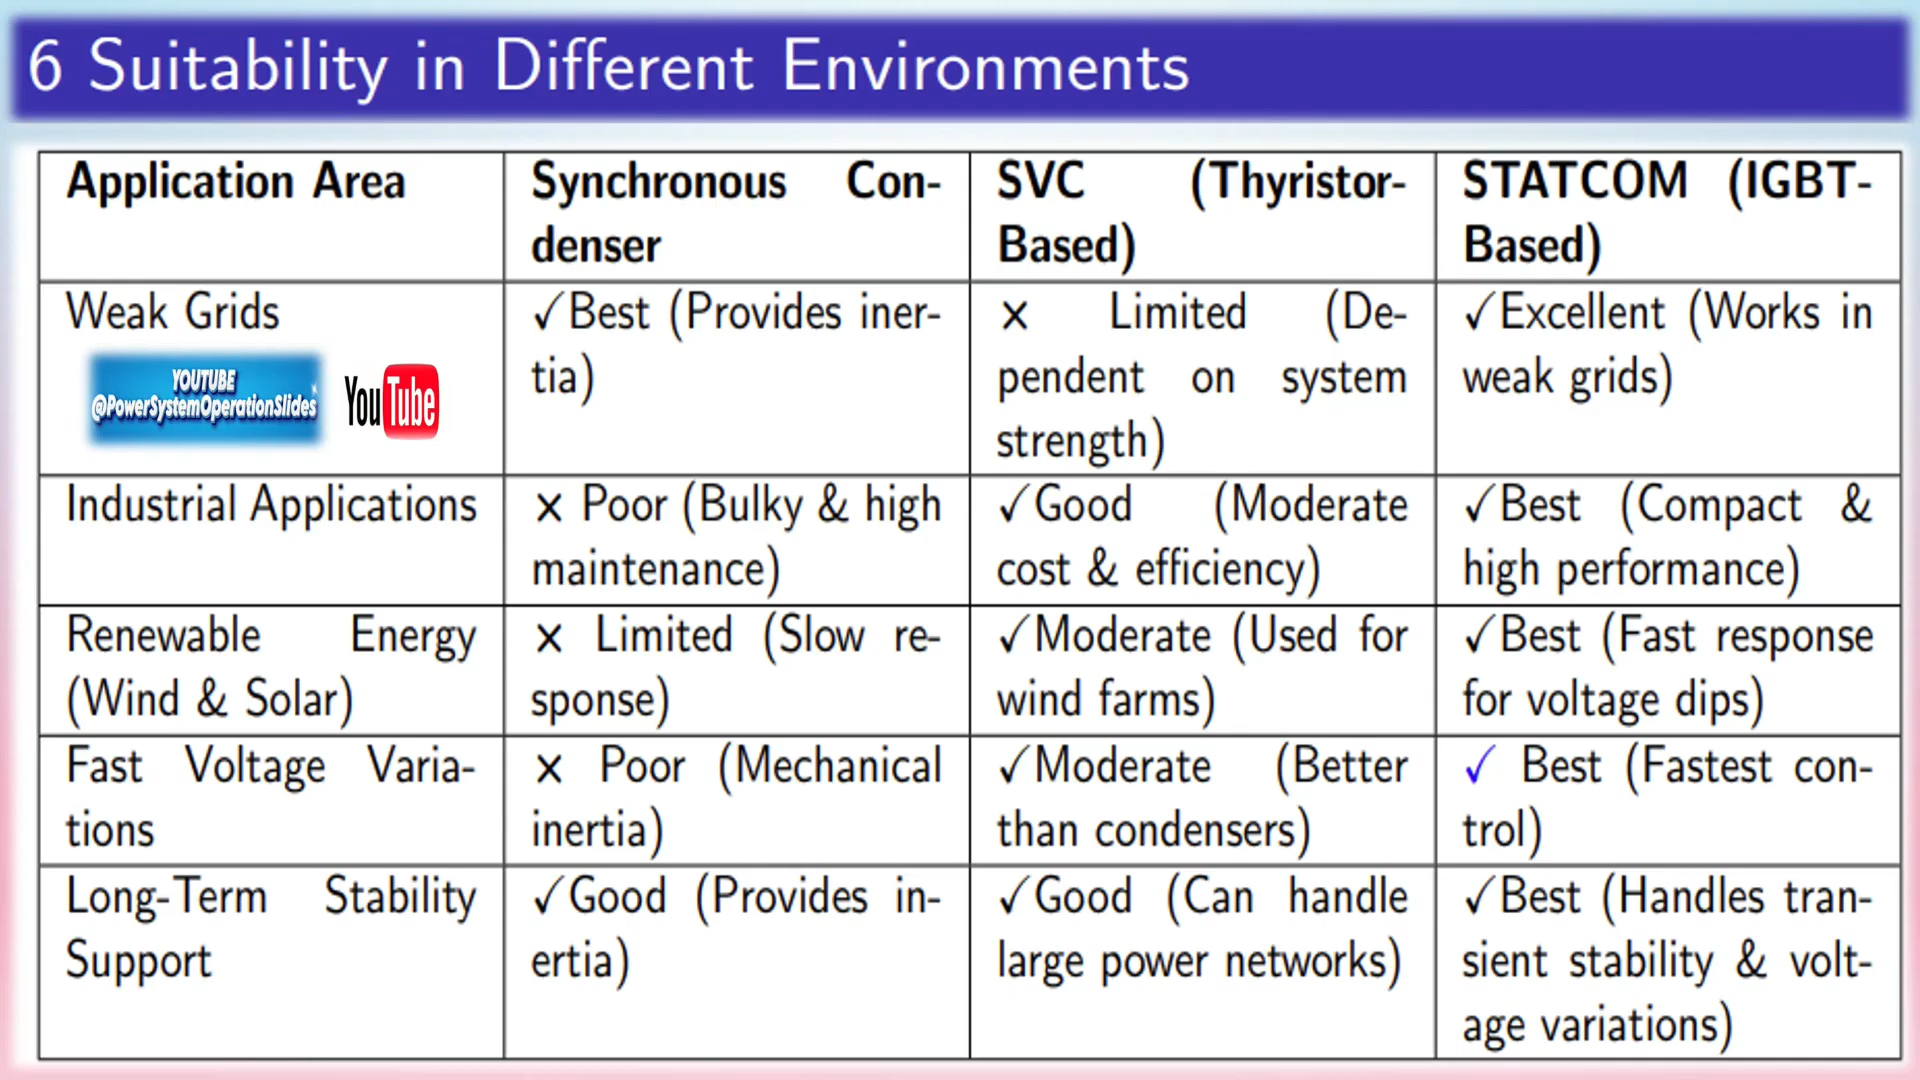 6 Suitability in Different Environments
Application Area
Synchronous Con-
denser
SVC (Thyristor-
Based)
STATCOM (IGBT-
Based)
Weak Grids
YOUTUBE
@PowerSystemOperationSlides
YouTube
✓Best (Provides iner-
tia)
× Limited (De-
pendent on system
strength)
✓Excellent (Works in
weak grids)
Industrial Applications
× Poor (Bulky & high
maintenance)
✓Good (Moderate
cost & efficiency)
✓Best (Compact &
high performance)
Renewable Energy
(Wind & Solar)
× Limited (Slow re-
sponse)
✓Moderate (Used for
wind farms)
✓Best (Fast response
for voltage dips)
Fast Voltage Varia-
tions
× Poor (Mechanical
inertia)
✓Moderate (Better
than condensers)
✓ Best (Fastest con-
trol)
Long-Term Stability
Support
✓Good (Provides in-
ertia)
✓Good (Can handle
large power networks)
✓Best (Handles tran-
sient stability & volt-
age variations)